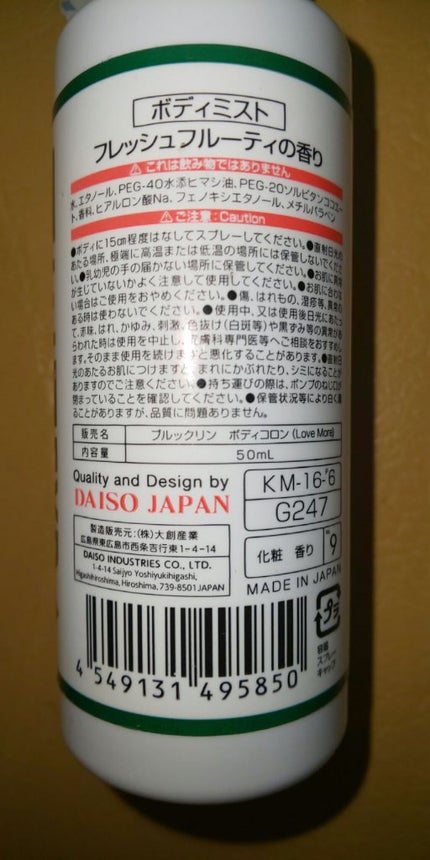 ボディミスト
フレッシュフルーティの香り
⚠これは飲み物ではありません
水、エタノール、PEG-40水添ヒマシ油、PEG-20ソルビタンココエー
ト、香料、ヒアルロン酸Na、フェノキシエタノール、メチルパラベン
⚠ご注意:Caution
●ボディに15cm程度はなしてスプレーしてください。●直射日光の
あたる場所、極端に高温または低温の場所には保管しないでくださ
い。●乳幼児の手の届かない場所に保管してください。●お肌に異常
が生じていないかよく注意して使用してください。●お肌に合わな
い場合はご使用をおやめください。●傷、はれもの、湿疹等、異常の
ある時は使わないでください。●使用中、又は使用後日光にあたっ
て、赤味、はれ、かゆみ、刺激、色抜け(白斑等)や黒ずみ等の異常があ
らわれた時は使用を中止し、皮膚科専門医等へご相談をおすすめし
ます。そのまま使用を続けますと悪化することがあります。●直射日
光のあたるお肌につけますと、まれにかぶれたり、シミになることが
ありますのでご注意ください。●持ち運びの際は、ポンプのねじ口が
閉まっていることを確認してください。●保管状況等により白く濁
ることがありますが、品質に問題ありません。
販売名 ブルックリン ボディコロン (Love More)
内容量 50mL
Quality and Design by
DAISO JAPAN
KM-16-#6
G247
製造販売元:(株)大創産業
広島県東広島市西条吉行東1-4-14
DAISO INDUSTRIES CO., LTD.
1-4-14 Saijyo Yoshiyukihigashi,
Higashihiroshima, Hiroshima, 739-8501 JAPAN
化粧 香り 9
MADE IN JAPAN
プラ
容器
スプレー
キャップ
4 549131 495850